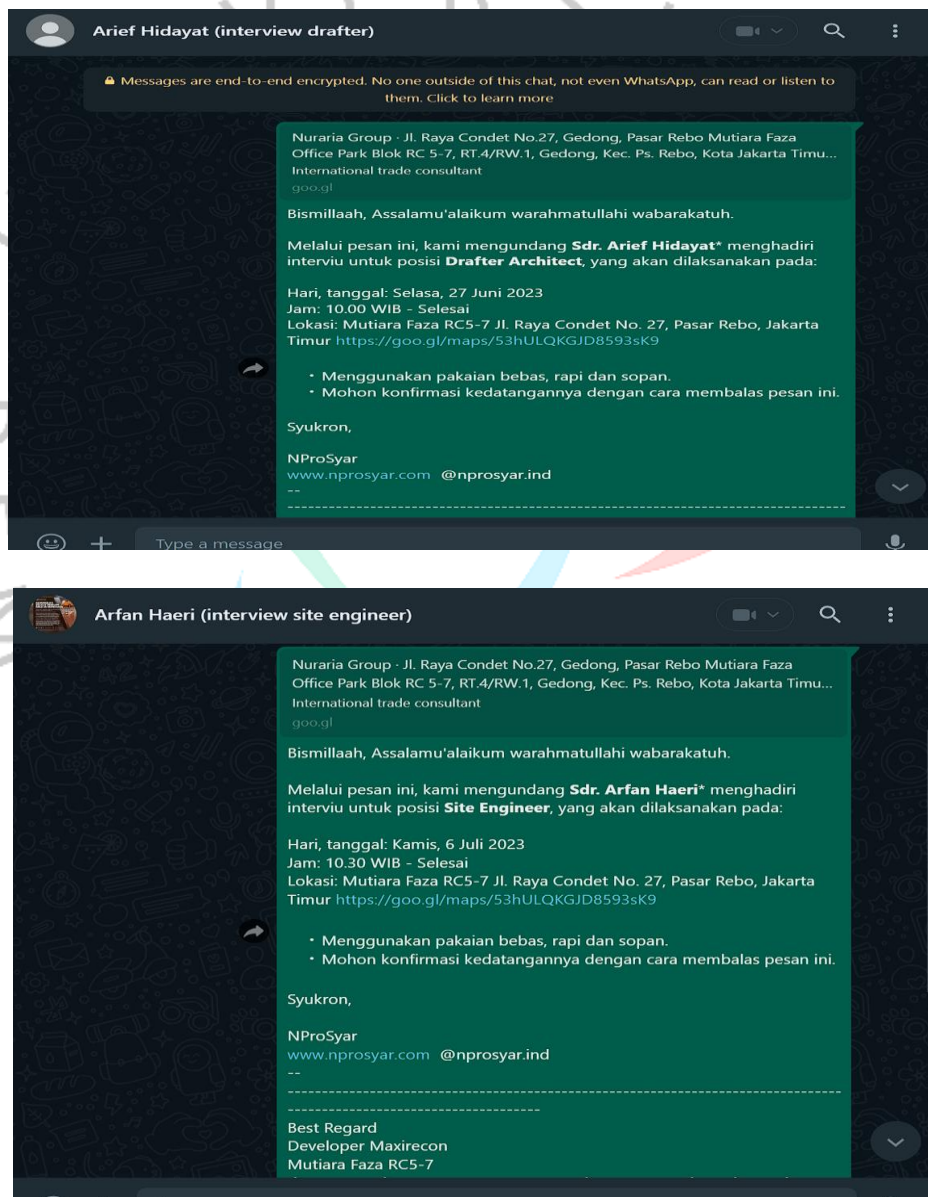 Arief Hidayat (interview drafter)
Messages are end-to-end encrypted. No one outside of this chat, not even WhatsApp, can read or listen to
them. Click to learn more
Nuraria Group · Jl. Raya Condet No.27, Gedong, Pasar Rebo Mutiara Faza
Office Park Blok RC 5-7, RT.4/RW.1, Gedong, Kec. Ps. Rebo, Kota Jakarta Timu...
International trade consultant
goo.gl
Bismillaah, Assalamu'alaikum warahmatullahi wabarakatuh.
Melalui pesan ini, kami mengundang Sdr. Arief Hidayat* menghadiri
interviu untuk posisi Drafter Architect, yang akan dilaksanakan pada:
Hari, tanggal: Selasa, 27 Juni 2023
Jam: 10.00 WIB - Selesai
Lokasi: Mutiara Faza RC5-7 Jl. Raya Condet No. 27, Pasar Rebo, Jakarta
Timur https://goo.gl/maps/53hULQKGJD8593sK9
• Menggunakan pakaian bebas, rapi dan sopan.
• Mohon konfirmasi kedatangannya dengan cara membalas pesan ini.
Syukron,
NProSyar
www.nprosyar.com @nprosyar.ind
--
--------------------------------------------------------------------------------
Type a message
Arfan Haeri (interview site engineer)
Nuraria Group · Jl. Raya Condet No.27, Gedong, Pasar Rebo Mutiara Faza
Office Park Blok RC 5-7, RT.4/RW.1, Gedong, Kec. Ps. Rebo, Kota Jakarta Timu...
International trade consultant
goo.gl
Bismillaah, Assalamu'alaikum warahmatullahi wabarakatuh.
Melalui pesan ini, kami mengundang Sdr. Arfan Haeri* menghadiri
interviu untuk posisi Site Engineer, yang akan dilaksanakan pada:
Hari, tanggal: Kamis, 6 Juli 2023
Jam: 10.30 WIB - Selesai
Lokasi: Mutiara Faza RC5-7 Jl. Raya Condet No. 27, Pasar Rebo, Jakarta
Timur https://goo.gl/maps/53hULQKGJD8593sK9
• Menggunakan pakaian bebas, rapi dan sopan.
• Mohon konfirmasi kedatangannya dengan cara membalas pesan ini.
Syukron,
NProSyar
www.nprosyar.com @nprosyar.ind
--
--------------------------------------------------------------------------------
-------------------------------------
Best Regard
Developer Maxirecon
Mutiara Faza RC5-7